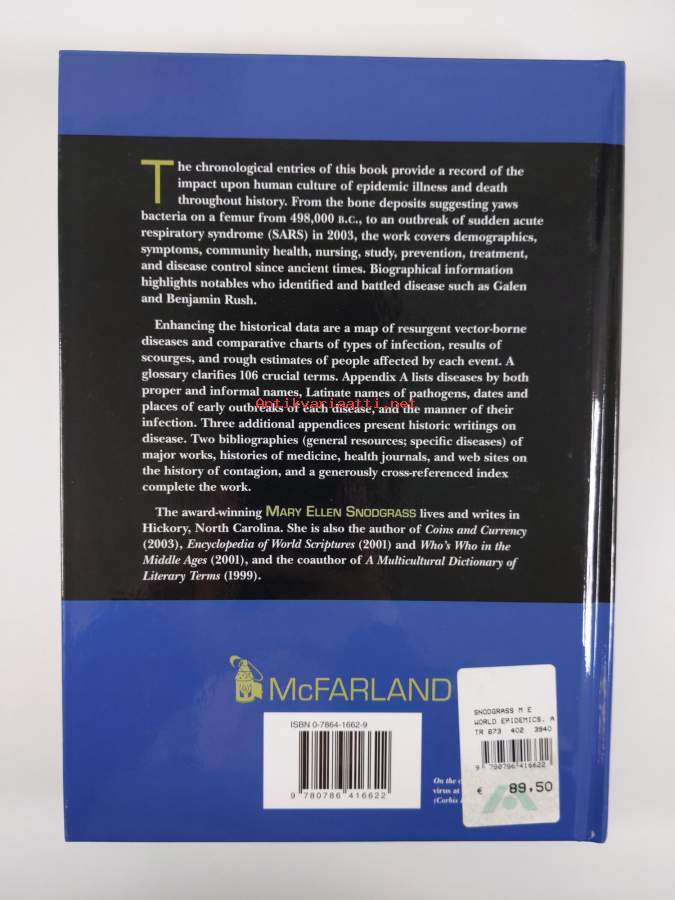 The chronological entries of this book provide a record of the
impact upon human culture of epidemic illness and death
throughout history. From the bone deposits suggesting yaws
bacteria on a femur from 498,000 B.C., to an outbreak of sudden acute
respiratory syndrome (SARS) in 2003, the work covers demographics,
symptoms, community health, nursing, study, prevention, treatment,
and disease control since ancient times. Biographical information
highlights notables who identified and battled disease such as Galen
and Benjamin Rush.
Enhancing the historical data are a map of resurgent vector-borne
diseases and comparative charts of types of infection, results of
scourges, and rough estimates of people affected by each event. A
glossary clarifies 106 crucial terms. Appendix A lists diseases by both
proper and informal names, Latinate names of pathogens, dates and
places of early outbreaks of each disease, and the manner of their
infection. Three additional appendices present historic writings on
disease. Two bibliographies (general resources; specific diseases) of
major works, histories of medicine, health journals, and web sites on
the history of contagion, and a generously cross-referenced index
complete the work.
The award-winning MARY ELLEN SNODGRASS lives and writes in
Hickory, North Carolina. She is also the author of Coins and Currency
(2003), Encyclopedia of World Scriptures (2001) and Who's Who in the
Middle Ages (2001), and the coauthor of A Multicultural Dictionary of
Literary Terms (1999).
Antikvariaatti.net
McFARLAND
ISBN 0-7864-1662-9
9 780786 416622
On the c
virus at
(Corbis
SNODGRASS M E
WORLD EPIDEMICS. A
TR 673 402 3940
9 780786 416622
€ 89,50